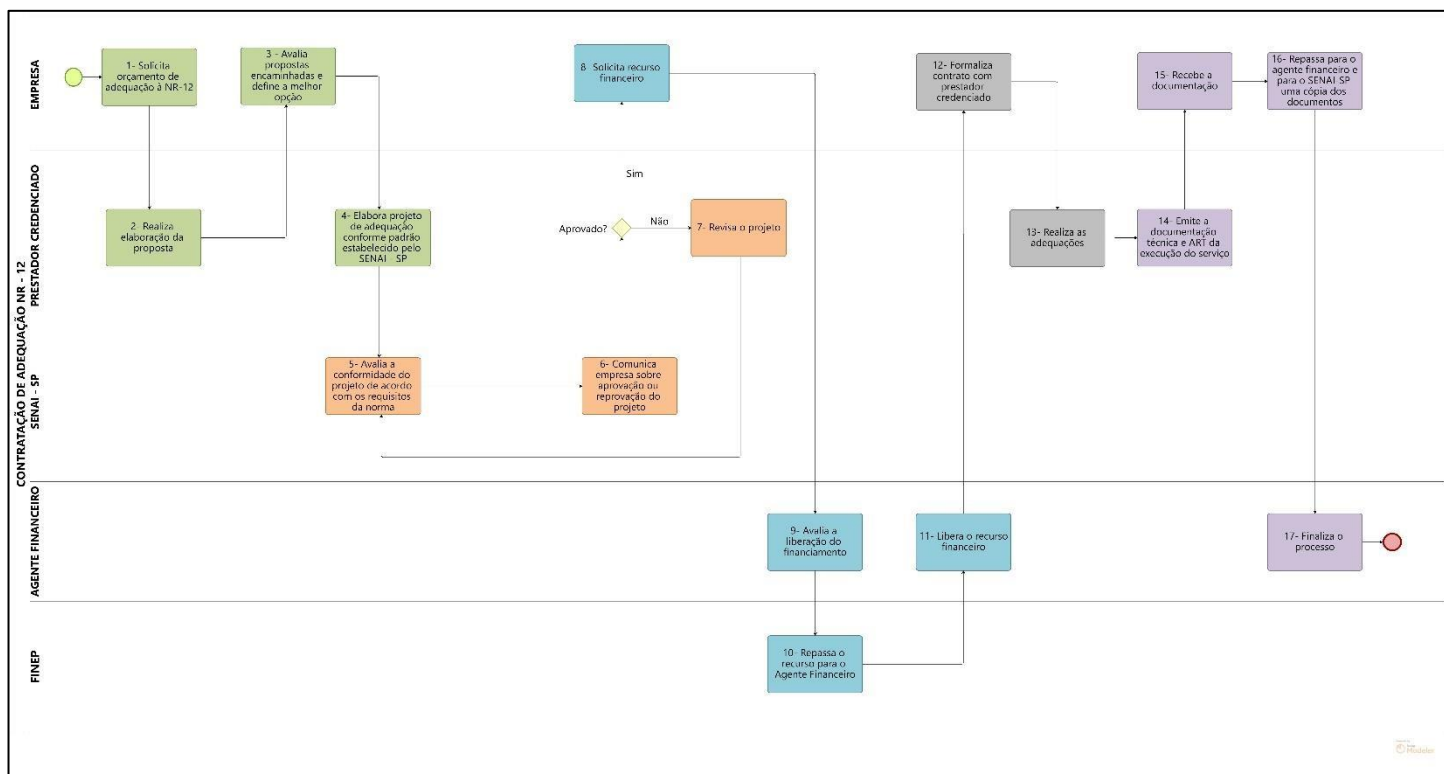 CONTRATAÇÃO DE ADEQUAÇÃO NR - 12
EMPRESA
1- Solicita
orçamento de
adequação à NR-12
3 - Avalia
propostas
encaminhadas e
define a melhor
opção
8 Solicita recurso
financeiro
12- Formaliza
contrato com
prestador
credenciado
15- Recebe a
documentação
16- Repassa para o
agente financeiro e
para o SENAI SP
uma cópia dos
documentos
PRESTADOR CREDENCIADO
2 Realiza
elaboração da
proposta
4- Elabora projeto
de adequação
conforme padrão
estabelecido pelo
SENAI - SP
Sim
Aprovado?
Não
7- Revisa o projeto
13- Realiza as
adequações
14- Emite a
documentação
técnica e ART da
execução do serviço
SENAI - SP
5- Avalia a
conformidade do
projeto de acordo
com os requisitos
da norma
6- Comunica
empresa sobre
aprovação ou
reprovação do
projeto
AGENTE FINANCEIRO
9- Avalia a
liberação do
financiamento
11- Libera o recurso
financeiro
17- Finaliza o
processo
FINEP
10- Repassa o
recurso para o
Agente Financeiro
Modeler